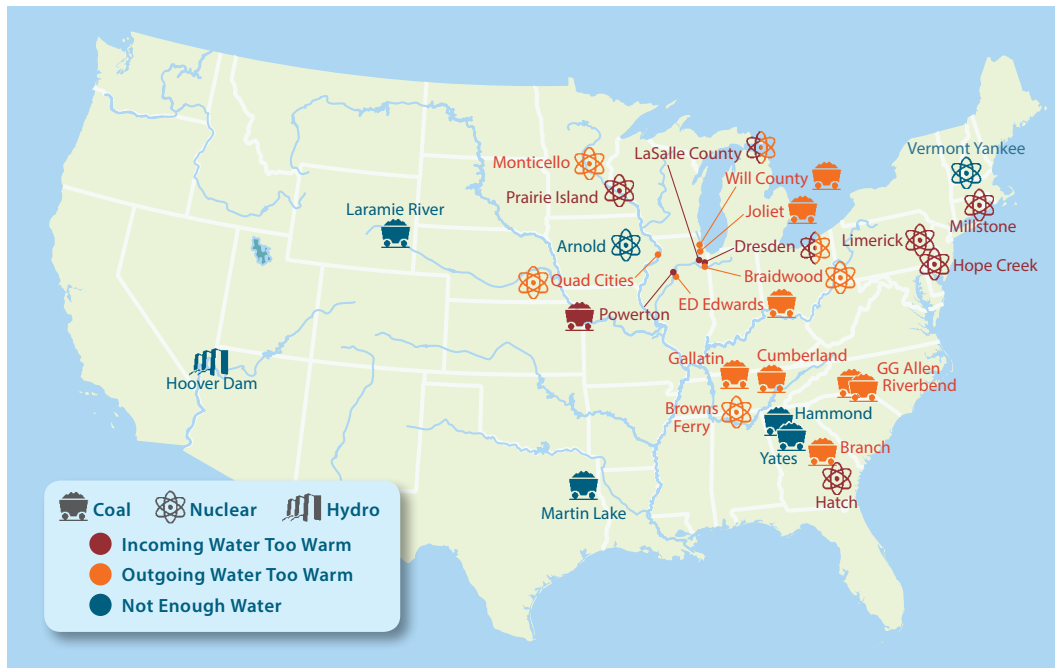 Vermont Yankee
LaSalle County
Monticello
Will County
Prairie Island
Laramie River
Joliet
Millstone
Arnold
Dresden
Limerick
Hope Creek
Quad Cities
Braidwood
Powerton
ED Edwards
Gallatin
Cumberland
GG Allen
Riverbend
Hoover Dam
Browns
Ferry
Hammond
Branch
Yates
Hatch
Martin Lake
Coal
Nuclear
Hydro
Incoming Water Too Warm
Outgoing Water Too Warm
Not Enough Water